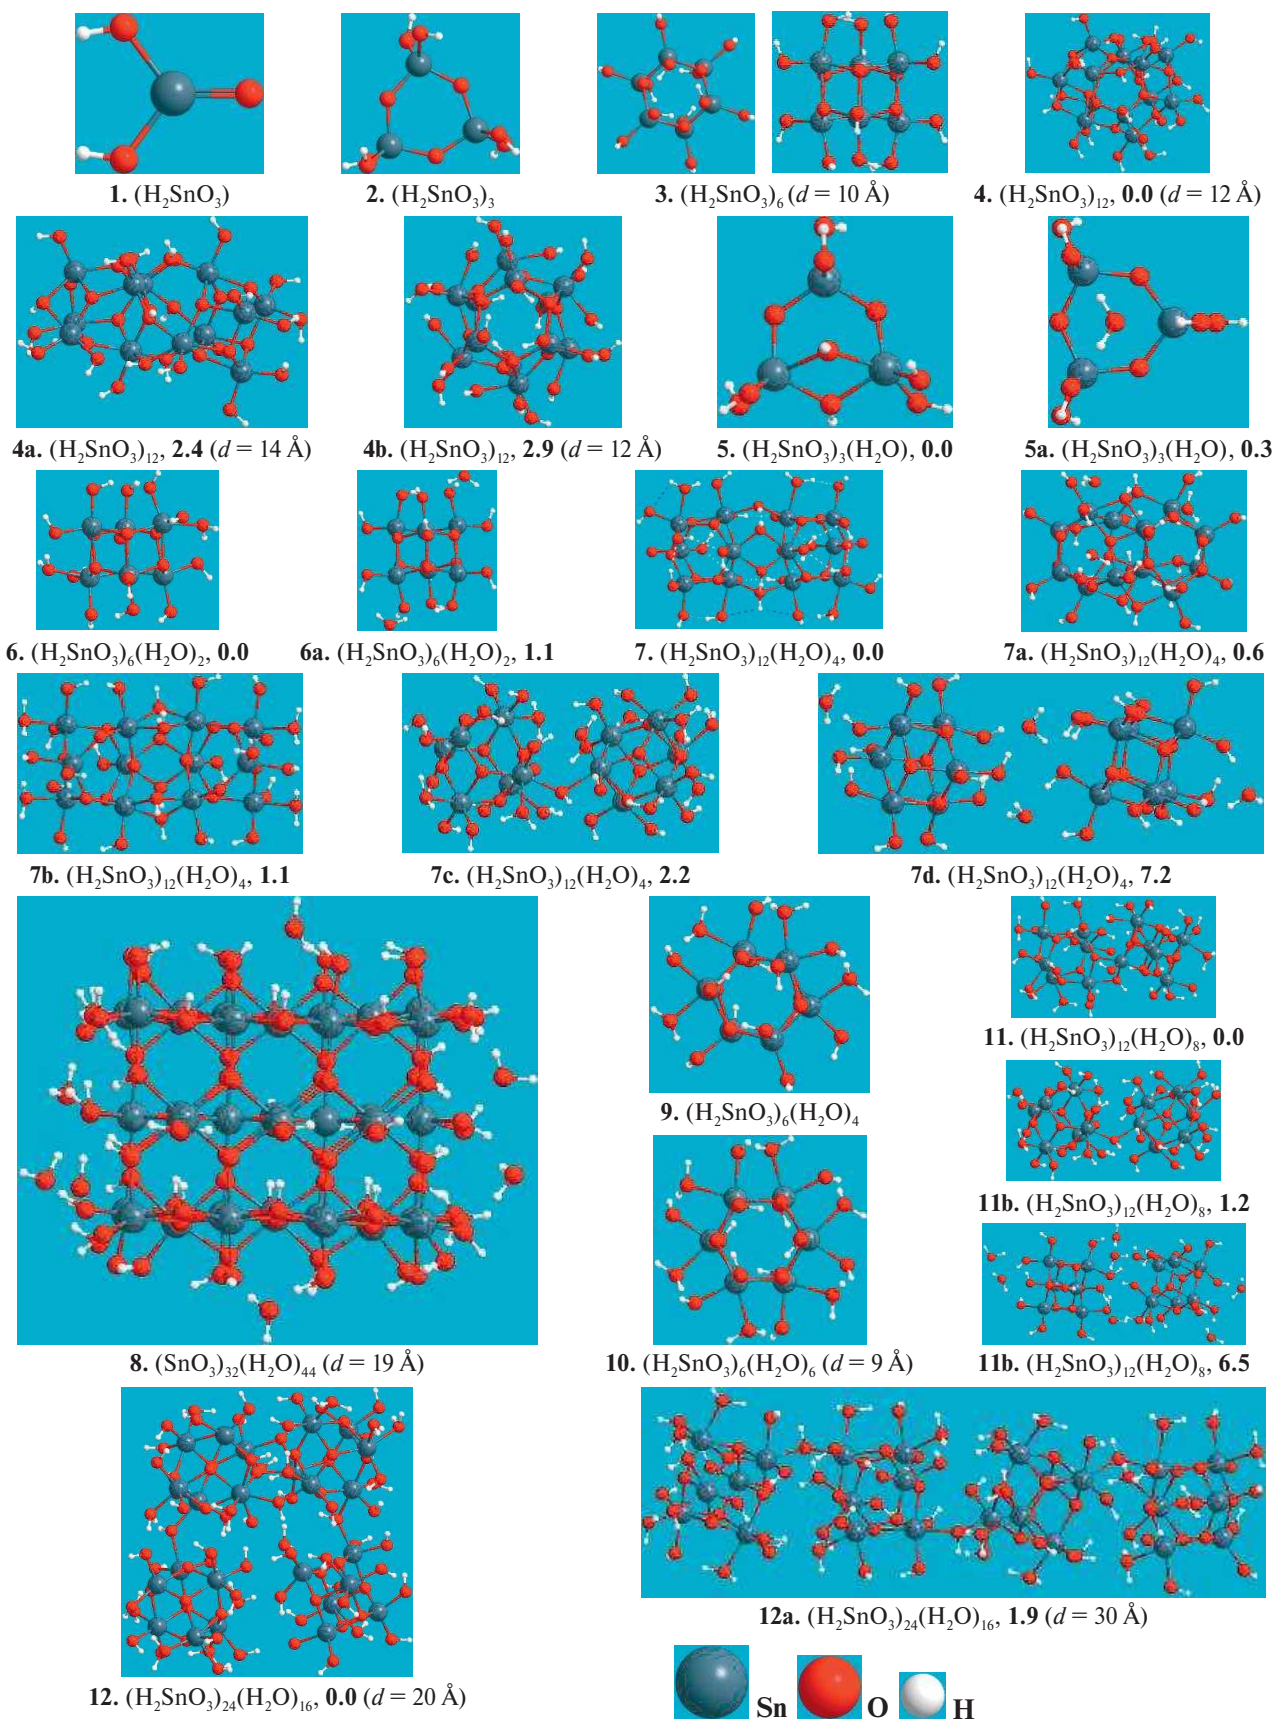 1. (H₂SnO₃)
2. (H₂SnO₃)₃
3. (H₂SnO₃)₆ (d = 10 Å)
4. (H₂SnO₃)₁₂, 0.0 (d = 12 Å)
4a. (H₂SnO₃)₁₂, 2.4 (d = 14 Å)
4b. (H₂SnO₃)₁₂, 2.9 (d = 12 Å)
5. (H₂SnO₃)₃(H₂O), 0.0
5a. (H₂SnO₃)₃(H₂O), 0.3
6. (H₂SnO₃)₆(H₂O)₂, 0.0
6a. (H₂SnO₃)₆(H₂O)₂, 1.1
7. (H₂SnO₃)₁₂(H₂O)₄, 0.0
7a. (H₂SnO₃)₁₂(H₂O)₄, 0.6
7b. (H₂SnO₃)₁₂(H₂O)₄, 1.1
7c. (H₂SnO₃)₁₂(H₂O)₄, 2.2
7d. (H₂SnO₃)₁₂(H₂O)₄, 7.2
8. (SnO₃)₃₂(H₂O)₄₄ (d = 19 Å)
9. (H₂SnO₃)₆(H₂O)₄
10. (H₂SnO₃)₆(H₂O)₆ (d = 9 Å)
11. (H₂SnO₃)₁₂(H₂O)₈, 0.0
11b. (H₂SnO₃)₁₂(H₂O)₈, 1.2
11b. (H₂SnO₃)₁₂(H₂O)₈, 6.5
12. (H₂SnO₃)₂₄(H₂O)₁₆, 0.0 (d = 20 Å)
12a. (H₂SnO₃)₂₄(H₂O)₁₆, 1.9 (d = 30 Å)
Sn O H